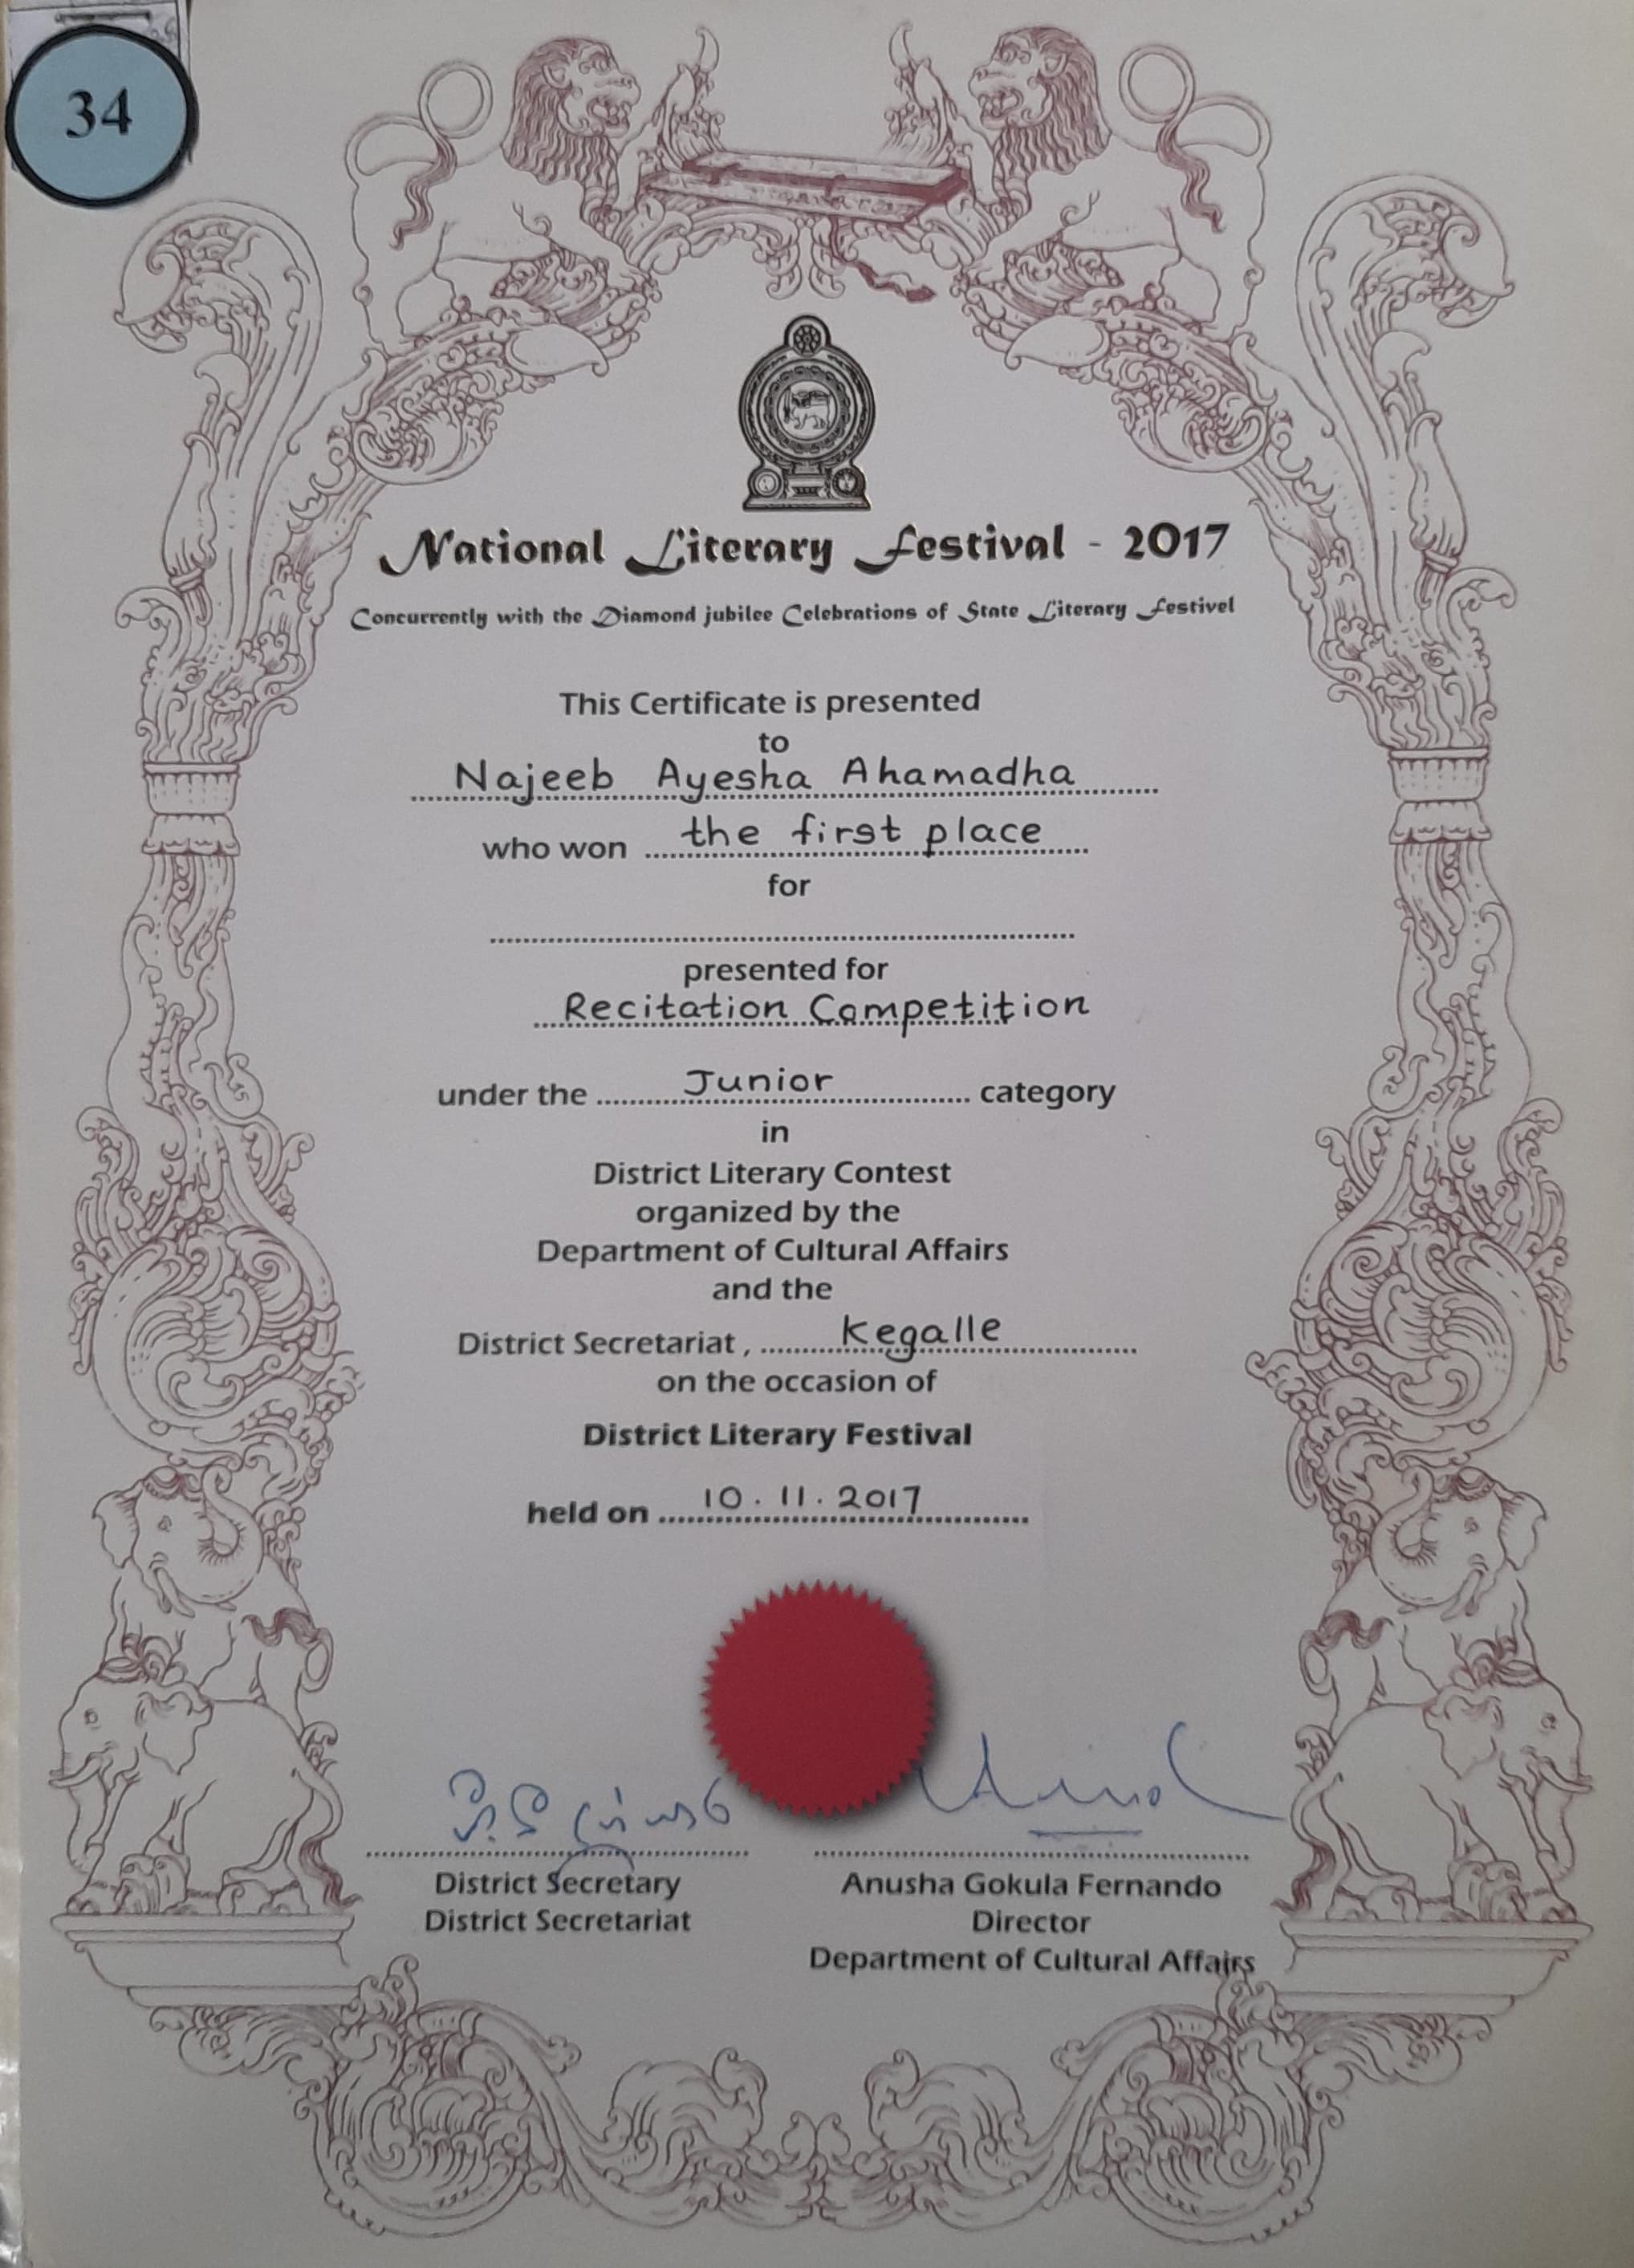 34
National Literary Festival - 2017
Concurrently with the Diamond jubilee Celebrations of State Literary Festivel
This Certificate is presented
to
Najeeb Ayesha Ahamadha
who won the first place
for
presented for
Recitation Competition
under the Junior category
in
District Literary Contest
organized by the
Department of Cultural Affairs
and the
District Secretariat, Kegalle
on the occasion of
District Literary Festival
held on 10.11.2017
District Secretary
District Secretariat
Anusha Gokula Fernando
Director
Department of Cultural Affairs